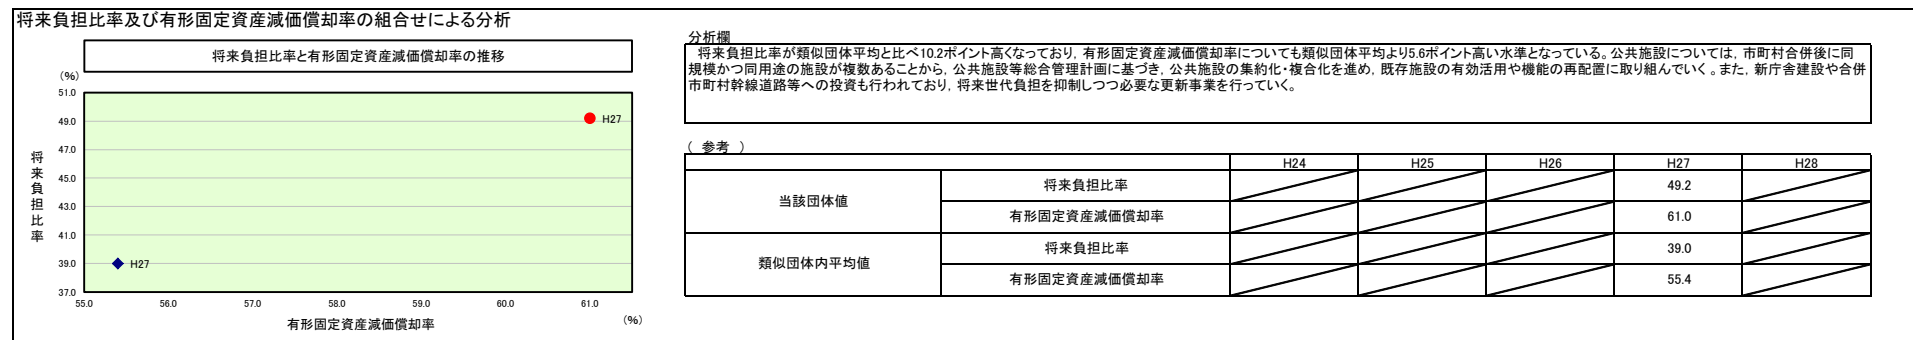 将来負担比率及び有形固定資産減価償却率の組合せによる分析
将来負担比率と有形固定資産減価償却率の推移
(%)
51.0
49.0
47.0
45.0
43.0
41.0
39.0
37.0
将来負担比率
H27
H27
55.0 56.0 57.0 58.0 59.0 60.0 61.0
有形固定資産減価償却率
(%)
分析欄
将来負担比率が類似団体平均と比べ10.2ポイント高くなっており,有形固定資産減価償却率についても類似団体平均より5.6ポイント高い水準となっている。公共施設については,市町村合併後に同
規模かつ同用途の施設が複数あることから,公共施設等総合管理計画に基づき,公共施設の集約化・複合化を進め,既存施設の有効活用や機能の再配置に取り組んでいく。また,新庁舎建設や合併
市町村幹線道路等への投資も行われており,将来世代負担を抑制しつつ必要な更新事業を行っていく。
( 参考 )
H24 H25 H26 H27 H28
当該団体値
将来負担比率 49.2
有形固定資産減価償却率 61.0
類似団体内平均値
将来負担比率 39.0
有形固定資産減価償却率 55.4